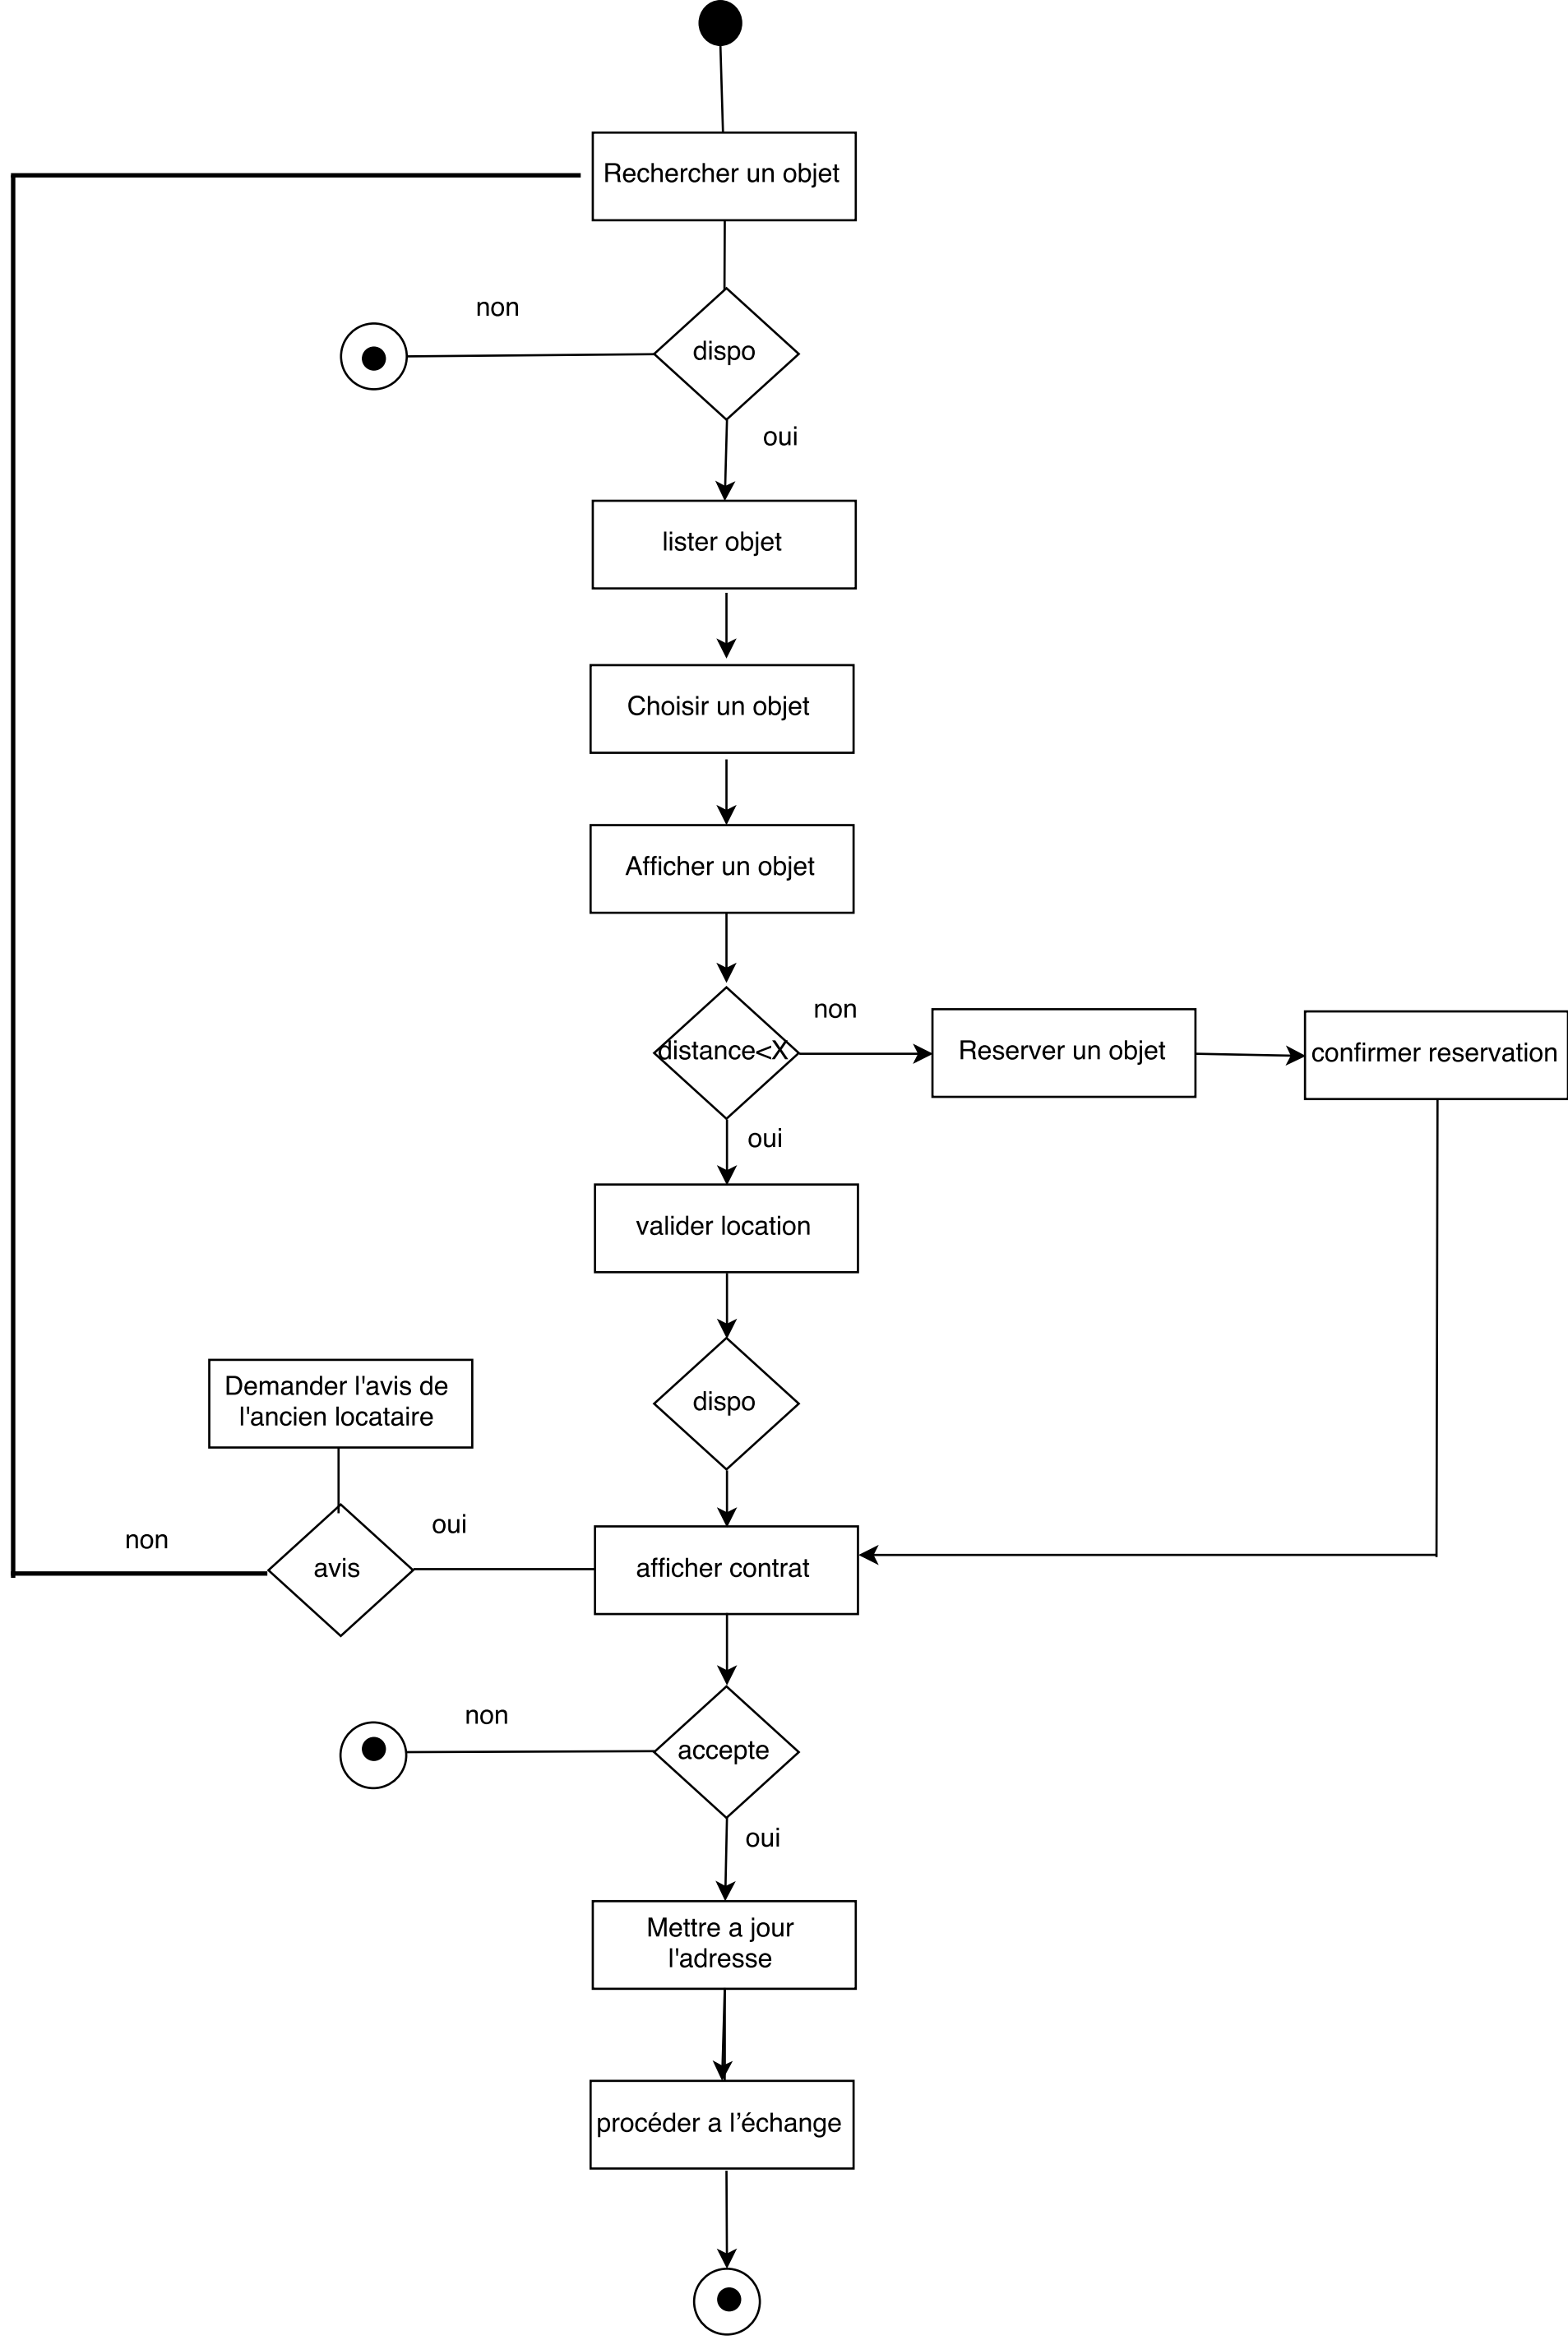 Rechercher un objet
non
dispo
oui
lister objet
Choisir un objet
Afficher un objet
non
distance<X
Reserver un objet
confirmer reservation
oui
valider location
Demander l'avis de
l'ancien locataire
dispo
non
oui
avis
afficher contrat
non
accepte
oui
Mettre a jour
l'adresse
procéder a l’échange